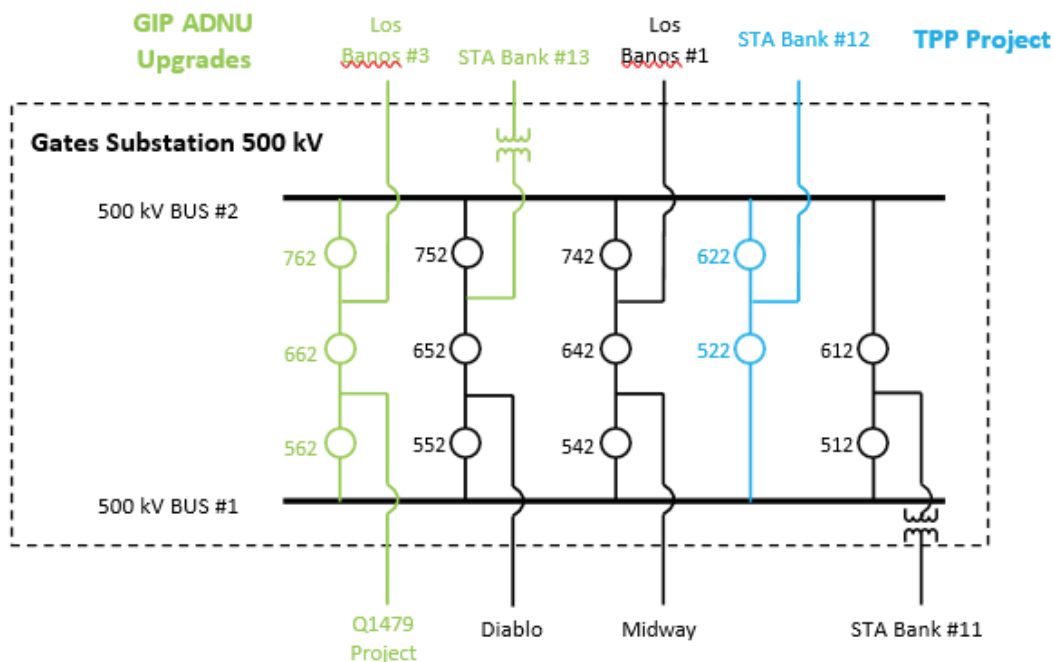 GIP ADNU
Upgrades
Los
Banos #3
STA Bank #13
Los
Banos #1
STA Bank #12
TPP Project
Gates Substation 500 kV
500 kV BUS #2
762
752
742
622
662
652
642
522
612
562
552
542
512
500 kV BUS #1
Q1479
Project
Diablo
Midway
STA Bank #11